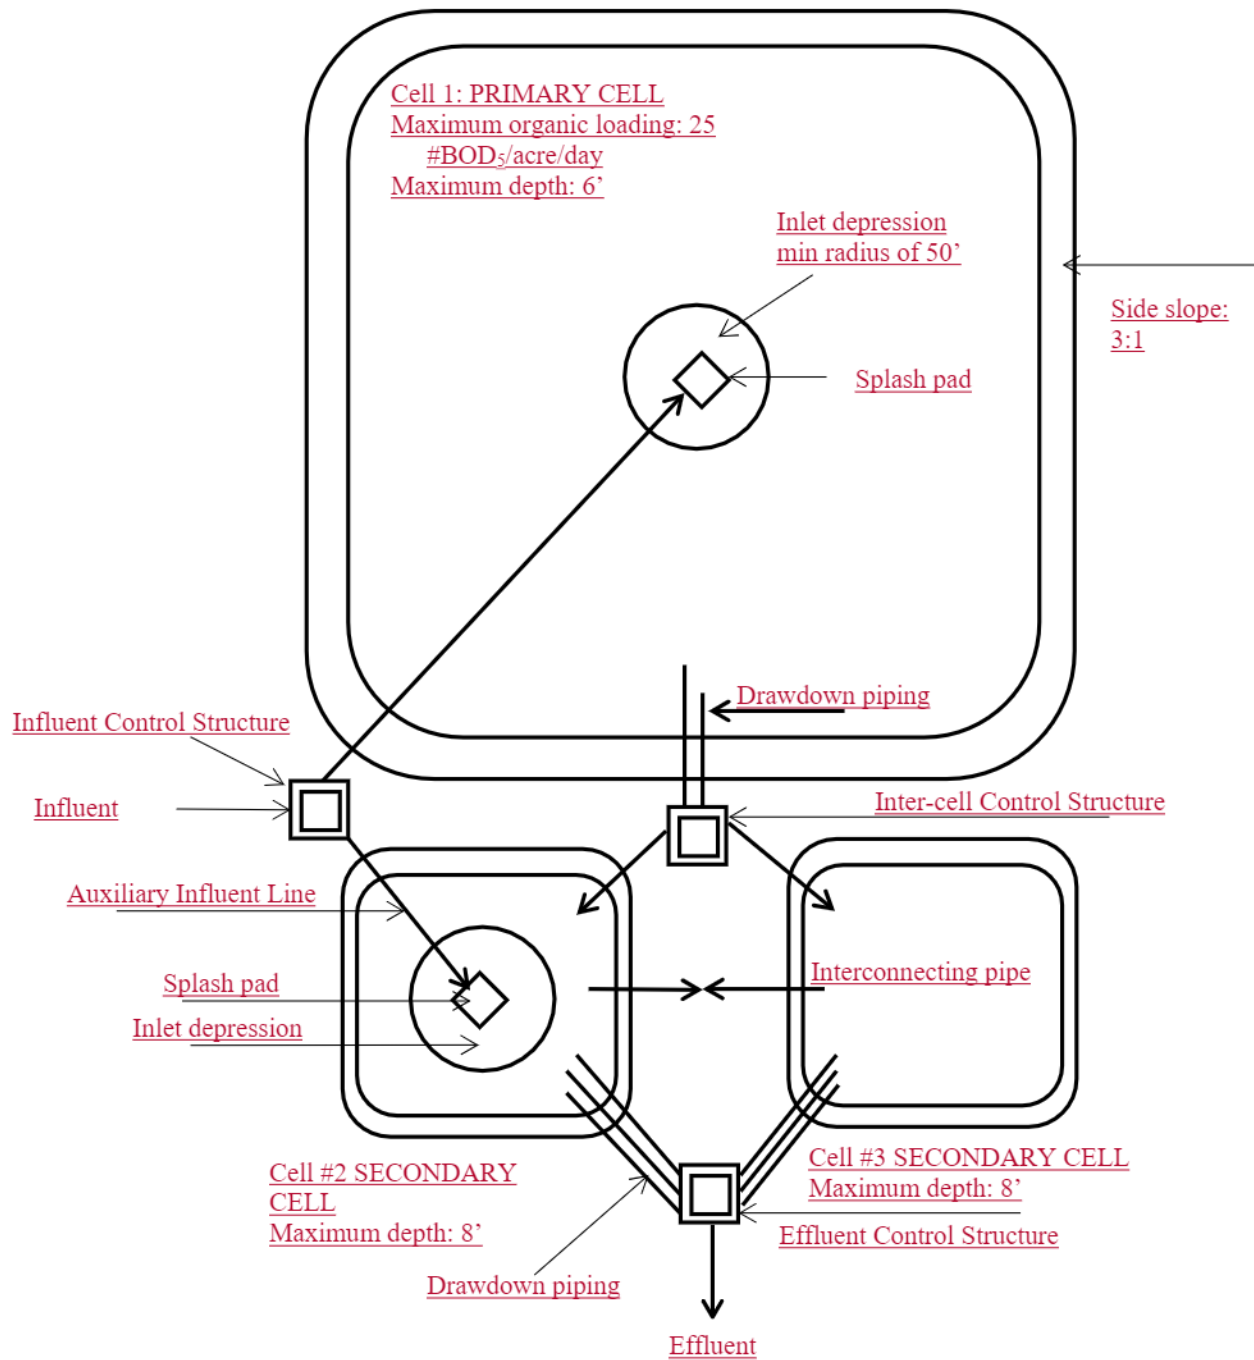 Cell 1: PRIMARY CELL
Maximum organic loading: 25
#BOD₅/acre/day
Maximum depth: 6’
Inlet depression
min radius of 50’
Side slope:
3:1
Splash pad
Drawdown piping
Influent Control Structure
Influent
Inter-cell Control Structure
Auxiliary Influent Line
Interconnecting pipe
Splash pad
Inlet depression
Cell #2 SECONDARY
CELL
Maximum depth: 8’
Cell #3 SECONDARY CELL
Maximum depth: 8’
Effluent Control Structure
Drawdown piping
Effluent